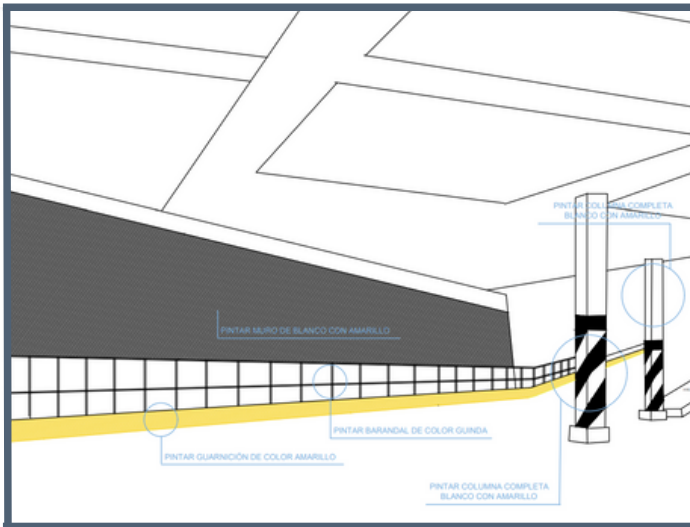 PINTAR COLUMNA COMPLETA
BLANCO CON AMARILLO
PINTAR MURO DE BLANCO CON AMARILLO
PINTAR BARANDAL DE COLOR GUINDA
PINTAR GUARNICIÓN DE COLOR AMARILLO
PINTAR COLUMNA COMPLETA
BLANCO CON AMARILLO